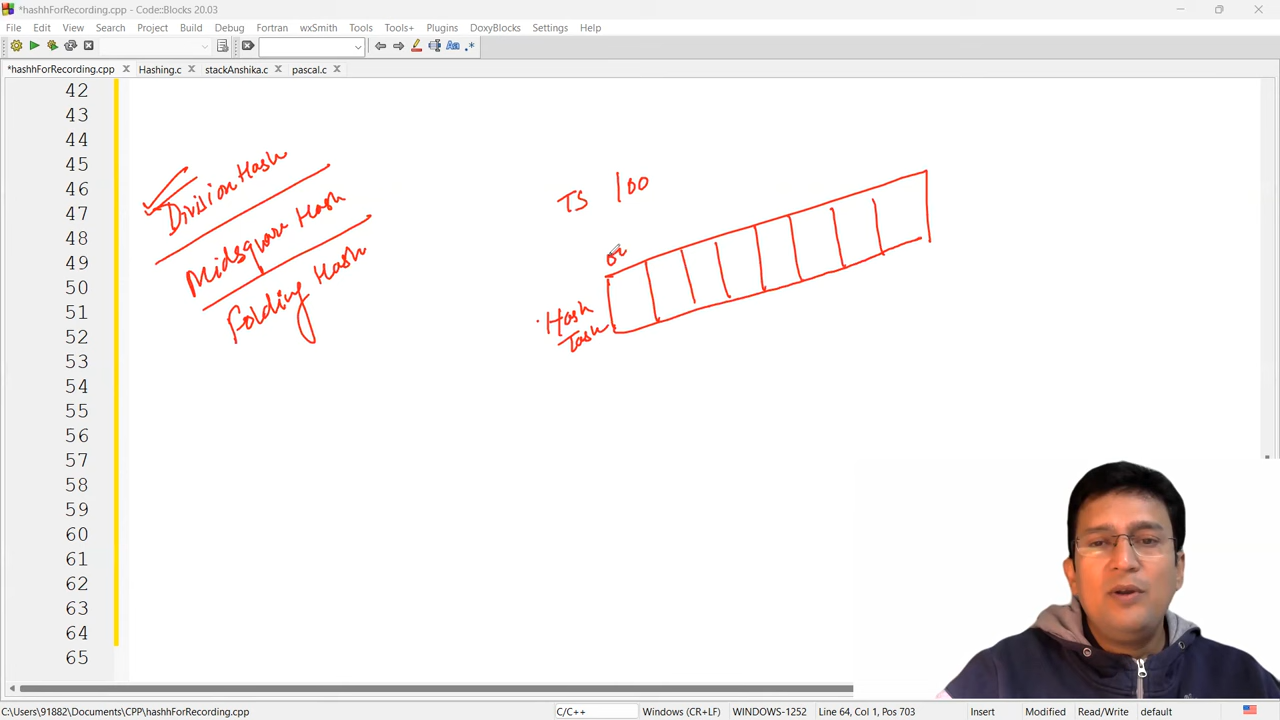 *hashhForRecording.cpp - Code::Blocks 20.03
File Edit View Search Project Build Debug Fortran wxSmith Tools Tools+ Plugins DoxyBlocks Settings Help
*hashhForRecording.cpp Hashing.c stackAnshika.c pascal.c
42
43
44
45
46
47
48
49
50
51
52
53
54
55
56
57
58
59
60
61
62
63
64
65
Division Hash
Midsquare Hash
Folding Hash
TS 100
Hash
C:\Users\91882\Documents\CPP\hashhForRecording.cpp C/C++ Windows (CR+LF) WINDOWS-1252 Line 64, Col 1, Pos 703 Insert Modified Read/Write default